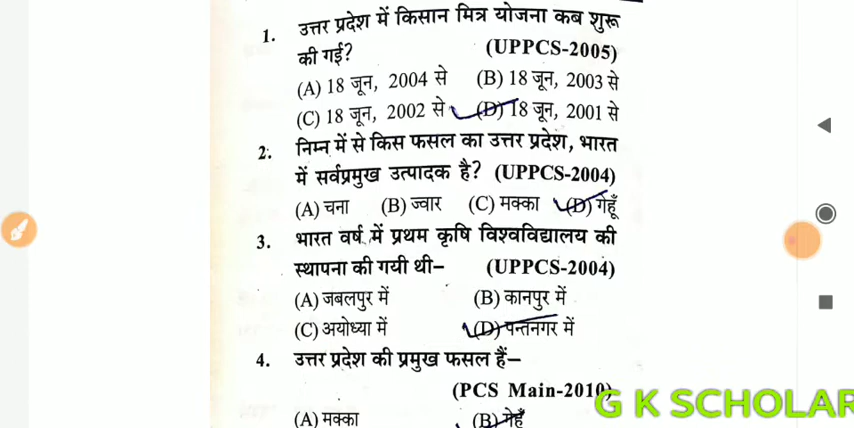 1. उत्तर प्रदेश में किसान मित्र योजना कब शुरू
की गई? (UPPCS-2005)
(A) 18 जून, 2004 से (B) 18 जून, 2003 से
(C) 18 जून, 2002 से (D) 18 जून, 2001 से
2. निम्न में से किस फसल का उत्तर प्रदेश, भारत
में सर्वप्रमुख उत्पादक है? (UPPCS-2004)
(A) चना (B) ज्वार (C) मक्का (D) गेहूँ
3. भारत वर्ष में प्रथम कृषि विश्वविद्यालय की
स्थापना की गयी थी– (UPPCS-2004)
(A) जबलपुर में (B) कानपुर में
(C) अयोध्या में (D) पन्तनगर में
4. उत्तर प्रदेश की प्रमुख फसल हैं–
(PCS Main-2010)
(A) मक्का (B) गेहूँ
G K SCHOLAR